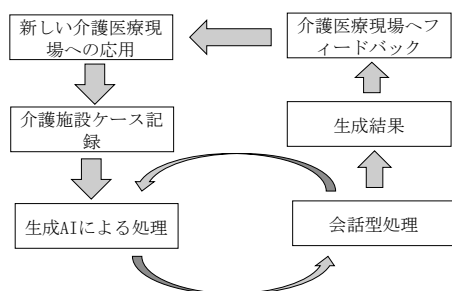 新しい介護医療現
場への応用
介護医療現場へフ
ィードバック
介護施設ケース記
録
生成結果
生成AIによる処理
会話型処理